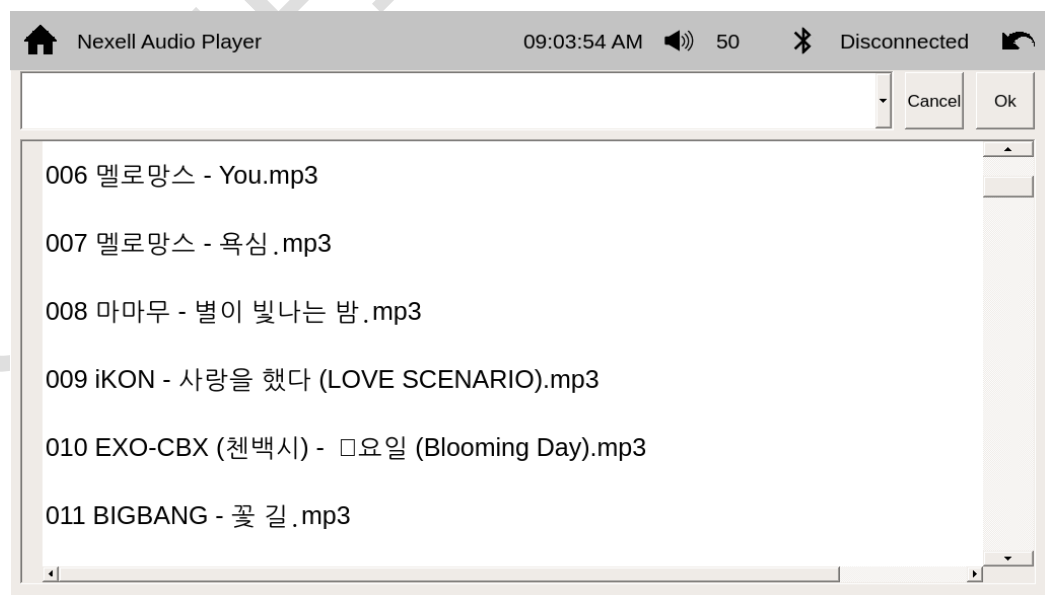 Nexell Audio Player 09:03:54 AM 50 Disconnected
Cancel Ok
006 멜로망스 - You.mp3
007 멜로망스 - 욕심.mp3
008 마마무 - 별이 빛나는 밤.mp3
009 iKON - 사랑을 했다 (LOVE SCENARIO).mp3
010 EXO-CBX (첸백시) - □요일 (Blooming Day).mp3
011 BIGBANG - 꽃 길.mp3